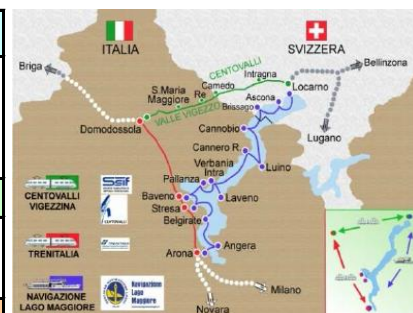 ITALIA
SVIZZERA
Briga
Bellinzona
CENTOVALLI
Intragna
Camedo
Re
S.Maria
Maggiore
Locarno
Ascona
Brissago
VALLE VIGEZZO
Domodossola
Cannobio
Lugano
Cannero R.
Verbania
Intra
Luino
Pallanza
Baveno
Laveno
Stresa
Belgirate
Angera
Arona
Milano
Novara
CENTOVALLI
VIGEZZINA
TRENITALIA
NAVIGAZIONE
LAGO MAGGIORE
Navigazione
Lago
Maggiore